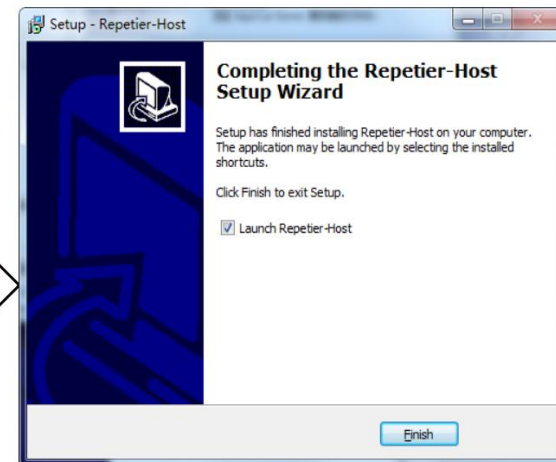 Setup - Repetier-Host
Completing the Repetier-Host
Setup Wizard
Setup has finished installing Repetier-Host on your computer.
The application may be launched by selecting the installed
shortcuts.
Click Finish to exit Setup.
Launch Repetier-Host
Finish